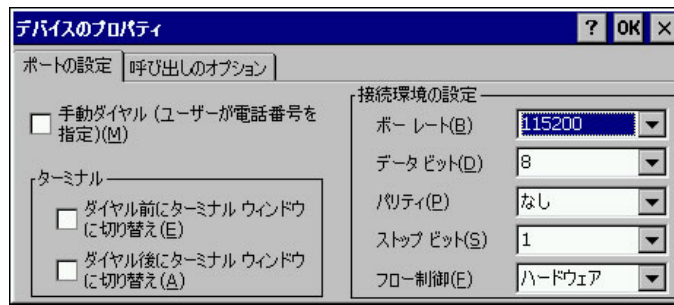 デバイスのプロパティ ? OK ×
ポートの設定 呼び出しのオプション
手動ダイヤル (ユーザーが電話番号を
指定)(M)
ターミナル
ダイヤル前にターミナル ウィンドウ
に切り替え(E)
ダイヤル後にターミナル ウィンドウ
に切り替え(A)
接続環境の設定
ボー レート(B) 115200
データ ビット(D) 8
パリティ(P) なし
ストップ ビット(S) 1
フロー制御(F) ハードウェア